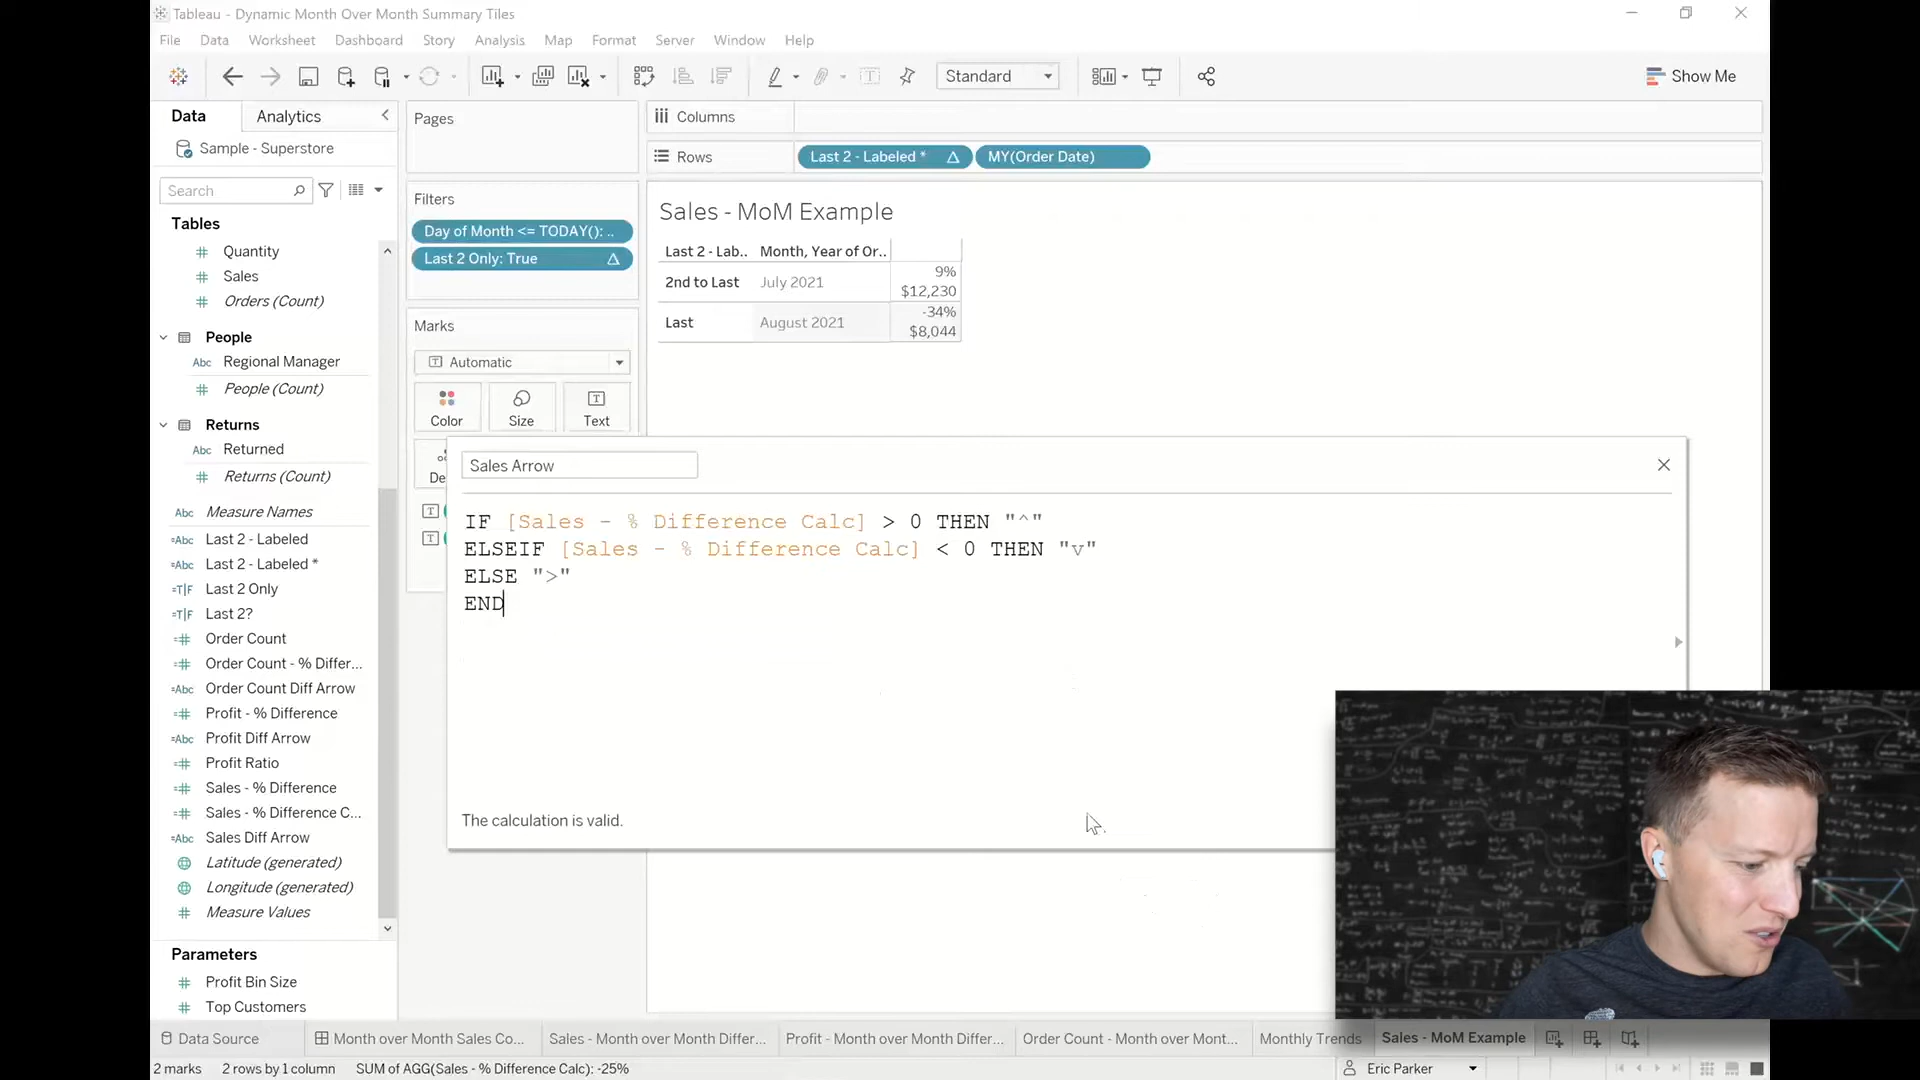 Tableau - Dynamic Month Over Month Summary Tiles
File Data Worksheet Dashboard Story Analysis Map Format Server Window Help
Standard
Show Me
Data Analytics
Sample - Superstore
Search
Tables
Quantity
Sales
Orders (Count)
People
Abc Regional Manager
People (Count)
Returns
Abc Returned
Returns (Count)
Abc Measure Names
=Abc Last 2 - Labeled
=Abc Last 2 - Labeled *
=T|F Last 2 Only
=T|F Last 2?
=# Order Count
=# Order Count - % Differ...
=Abc Order Count Diff Arrow
=# Profit - % Difference
=Abc Profit Diff Arrow
=# Profit Ratio
=# Sales - % Difference
=# Sales - % Difference C...
=Abc Sales Diff Arrow
Latitude (generated)
Longitude (generated)
# Measure Values
Parameters
# Profit Bin Size
# Top Customers
Pages
Filters
Day of Month <= TODAY(): ..
Last 2 Only: True
Marks
Automatic
Color Size Text
De
Columns
Rows
Last 2 - Labeled * MY(Order Date)
Sales - MoM Example
Last 2 - Lab.. Month, Year of Or..
2nd to Last July 2021 9%
$12,230
Last August 2021 -34%
$8,044
Sales Arrow
IF [Sales - % Difference Calc] > 0 THEN "^"
ELSEIF [Sales - % Difference Calc] < 0 THEN "v"
ELSE ">"
END
The calculation is valid.
Data Source Month over Month Sales Co... Sales - Month over Month Differ... Profit - Month over Month Differ... Order Count - Month over Mont... Monthly Trends Sales - MoM Example
2 marks 2 rows by 1 column SUM of AGG(Sales - % Difference Calc): -25% Eric Parker